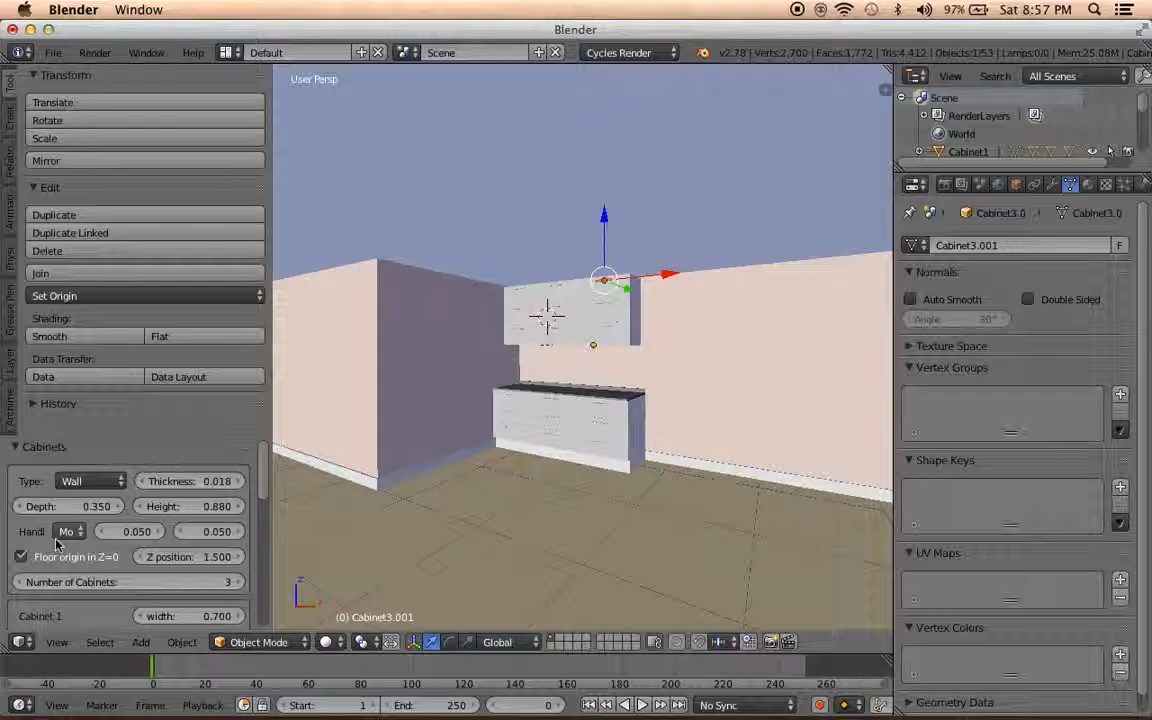 Blender Window 97% Sat 8:57 PM
Blender
File Render Window Help Default Scene Cycles Render v2.78 | Verts:2,700 | Faces:1,772 | Tris:4,412 | Objects:1/53 | Lamps:0/0 | Mem:25.08M |
Transform
Translate
Rotate
Scale
Mirror
Edit
Duplicate
Duplicate Linked
Delete
Join
Set Origin
Shading:
Smooth Flat
Data Transfer:
Data Data Layout
History
Cabinets
Type: Wall Thickness: 0.018
Depth: 0.350 Height: 0.880
Handl Mo 0.050 0.050
Floor origin in Z=0 Z position: 1.500
Number of Cabinets: 3
Cabinet 1 width: 0.700
Tool
Creat
Relatio
Animat
Physi
Grease Pen
Layer
User Persp
z
(0) Cabinet3.001
View Select Add Object Object Mode Global
-40 -20 0 20 40 60 80 100 120 140 160 180 200 220 240 260
View Marker Frame Playback Start: 1 End: 250 0 No Sync
View Search All Scenes
Scene
RenderLayers |
World
Cabinet1
Cabinet3.0 Cabinet3.0
Cabinet3.001 F
Normals
Auto Smooth Double Sided
Angle: 30°
Texture Space
Vertex Groups
Shape Keys
UV Maps
Vertex Colors
Geometry Data